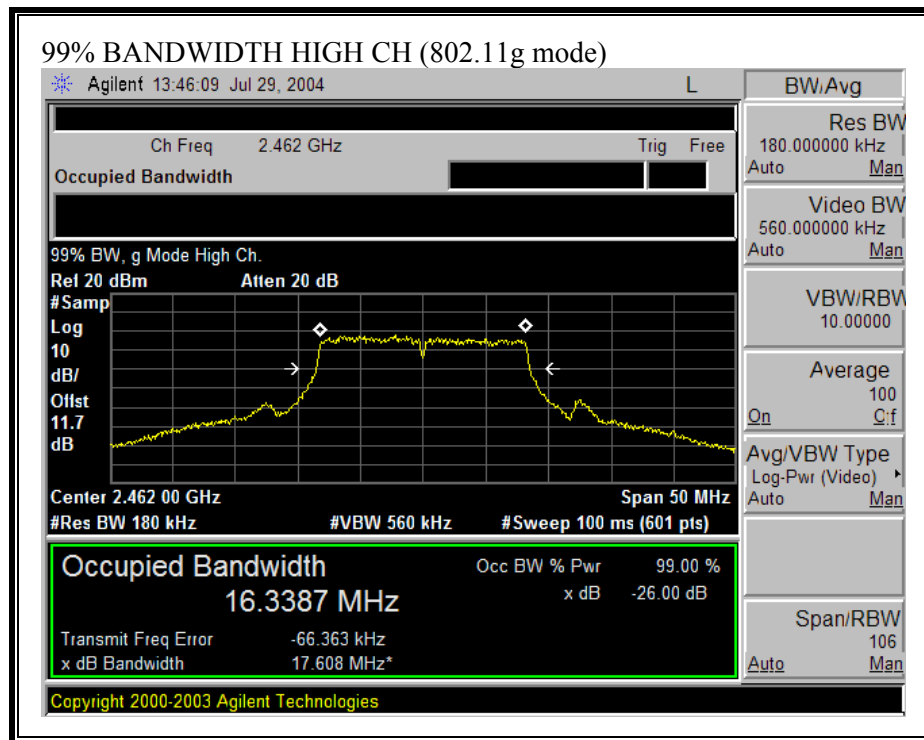 99% BANDWIDTH HIGH CH (802.11g mode)
Agilent 13:46:09 Jul 29, 2004 L
BW/Avg
Ch Freq 2.462 GHz Trig Free
Occupied Bandwidth
99% BW, g Mode High Ch.
Ref 20 dBm Atten 20 dB
#Samp
Log
10
dB/
Offst
11.7
dB
Center 2.462 00 GHz Span 50 MHz
#Res BW 180 kHz #VBW 560 kHz #Sweep 100 ms (601 pts)
Occupied Bandwidth
16.3387 MHz
Occ BW % Pwr 99.00 %
x dB -26.00 dB
Transmit Freq Error -66.363 kHz
x dB Bandwidth 17.608 MHz*
Copyright 2000-2003 Agilent Technologies
Res BW
180.000000 kHz
Auto Man
Video BW
560.000000 kHz
Auto Man
VBW/RBW
10.00000
Average
100
On
Avg/VBW Type
Log-Pwr (Video)
Auto Man
Span/RBW
106
Auto Man